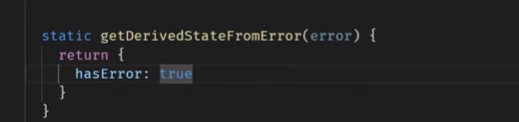 static getDerivedStateFromError(error) {
return {
hasError: true
}
}